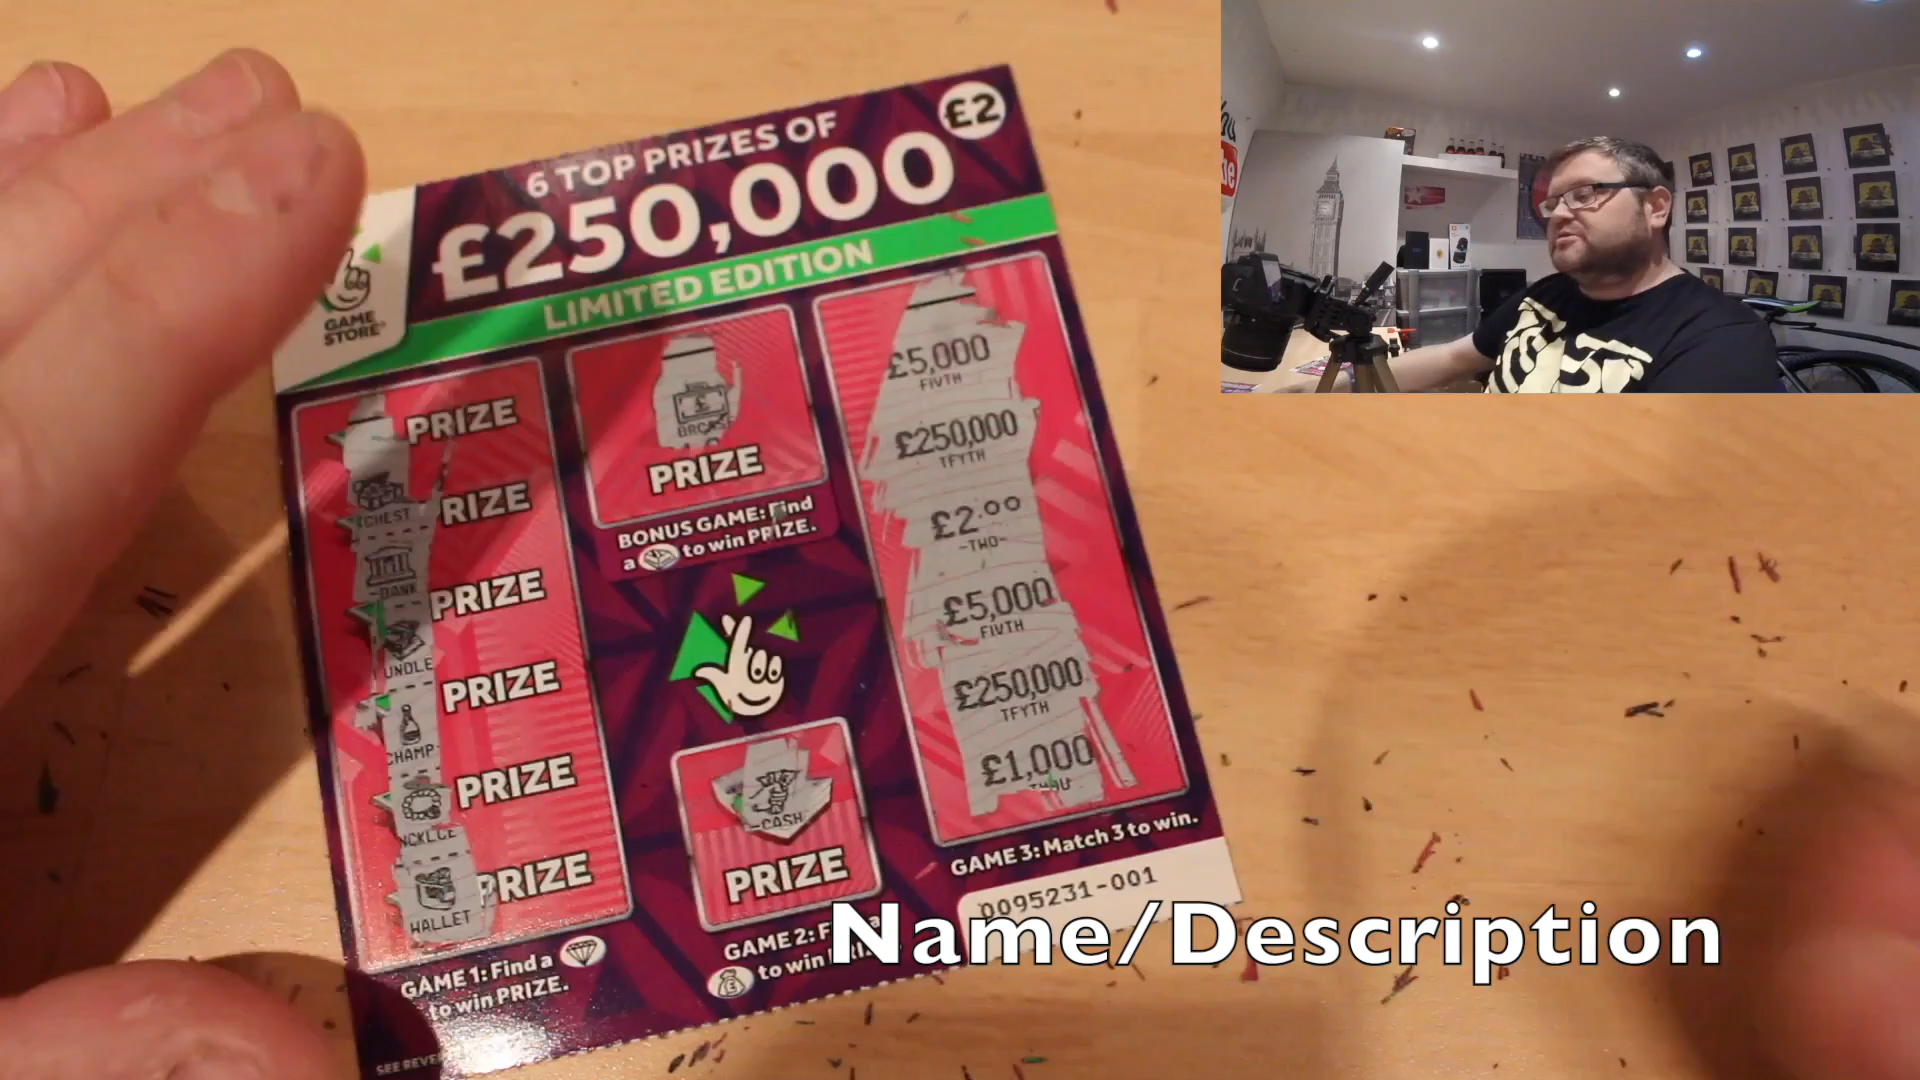 6 TOP PRIZES OF
£2
£250,000
LIMITED EDITION
GAME
STORE
PRIZE
CHEST
PRIZE
BANK
PRIZE
UNDLE
PRIZE
CHAMP
PRIZE
NCKLCE
PRIZE
WALLET
GAME 1: Find a
to win PRIZE.
PRIZE
BONUS GAME: Find
a to win PRIZE.
CASH
PRIZE
GAME 2: F a
£ to win
£5,000
FIVTH
£250,000
TFYTH
£2.00
-TWO-
£5,000
FIVTH
£250,000
TFYTH
£1,000
GAME 3: Match 3 to win.
0095231-001
Name/Description